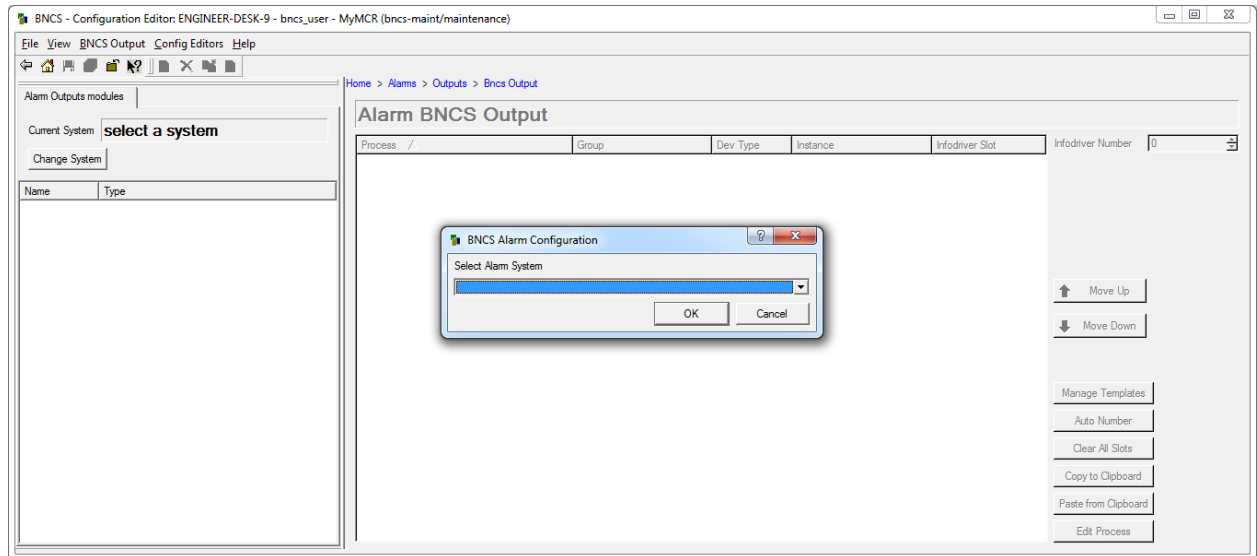 BNCS - Configuration Editor: ENGINEER-DESK-9 - bncs_user - MyMCR (bncs-maint/maintenance)
File View BNCS Output Config Editors Help
Home > Alarms > Outputs > Bncs Output
Alarm Outputs modules
Current System select a system
Change System
Name Type
Alarm BNCS Output
Process / Group Dev Type Instance Infodriver Slot
Infodriver Number 0
BNCS Alarm Configuration
Select Alarm System
OK Cancel
Move Up
Move Down
Manage Templates
Auto Number
Clear All Slots
Copy to Clipboard
Paste from Clipboard
Edit Process